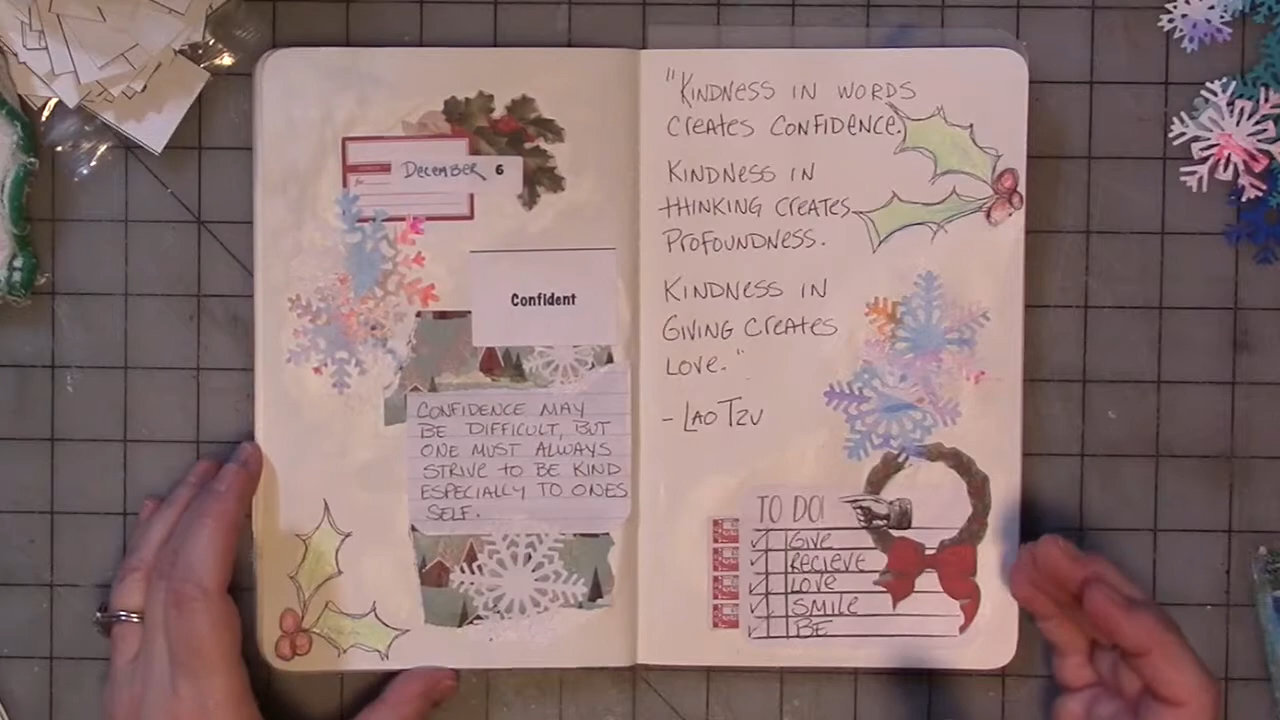 December 6
for
Confident
CONFIDENCE MAY
BE DIFFICULT, BUT
ONE MUST ALWAYS
STRIVE TO BE KIND
ESPECIALLY TO ONES
SELF.
"KINDNESS IN WORDS
CREATES CONFIDENCE.
KINDNESS IN
THINKING CREATES
PROFOUNDNESS.
KINDNESS IN
GIVING CREATES
LOVE."
- LAO TZU
TO DO!
GIVE
RECIEVE
LOVE
SMILE
BE